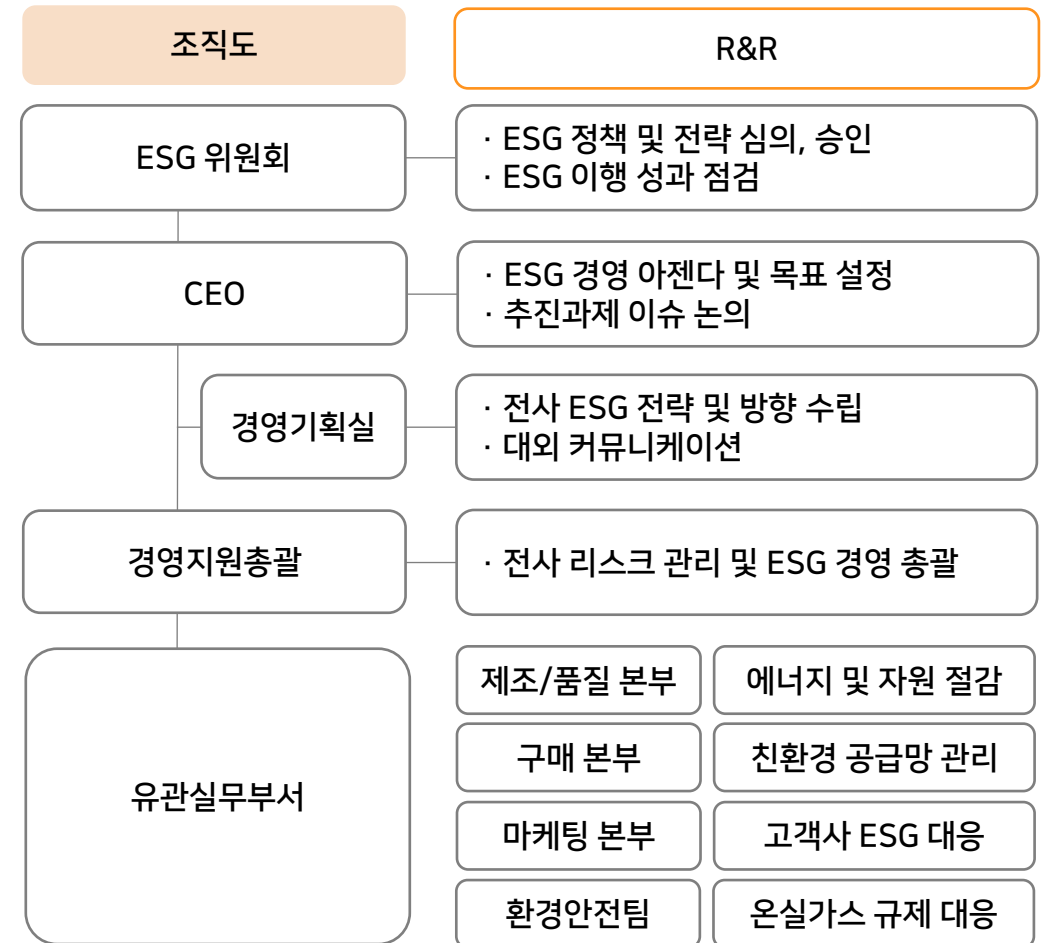 조직도
R&R
ESG 위원회
· ESG 정책 및 전략 심의, 승인
· ESG 이행 성과 점검
CEO
· ESG 경영 아젠다 및 목표 설정
· 추진과제 이슈 논의
경영기획실
· 전사 ESG 전략 및 방향 수립
· 대외 커뮤니케이션
경영지원총괄
· 전사 리스크 관리 및 ESG 경영 총괄
유관실무부서
제조/품질 본부
에너지 및 자원 절감
구매 본부
친환경 공급망 관리
마케팅 본부
고객사 ESG 대응
환경안전팀
온실가스 규제 대응